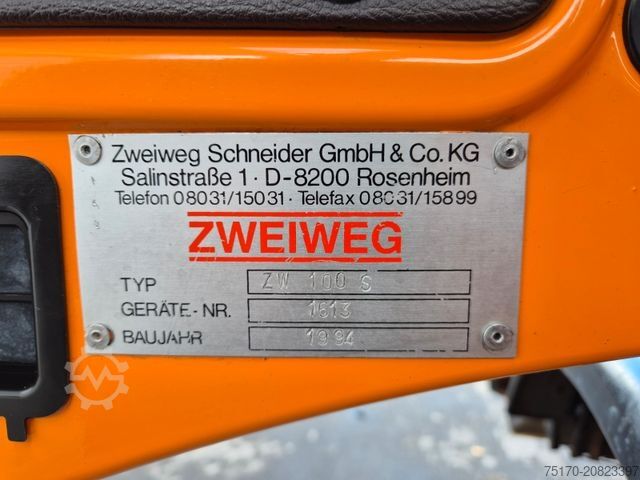 Zweiweg Schneider GmbH & Co. KG
Salinstraße 1 · D-8200 Rosenheim
Telefon 08031/15031 · Telefax 08031/15899
ZWEIWEG
TYP ZW 100 S
GERÄTE.-NR. 1613
BAUJAHR 1994
75170-20823397